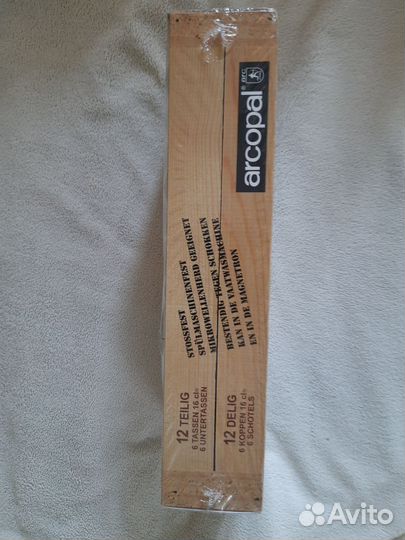 arcopal®
STOSSFEST
SPÜLMASCHINENFEST
MIKROWELLENHERD GEEIGNET
BESTENDIG TEGEN SCHOKKEN
KAN IN DE VAATWASMACHINE
EN IN DE MAGNETRON
12 TEILIG
6 TASSEN 16 cl℮
6 UNTERTASSEN
12 DELIG
6 KOPPEN 16 cl℮
6 SCHOTELS
Avito